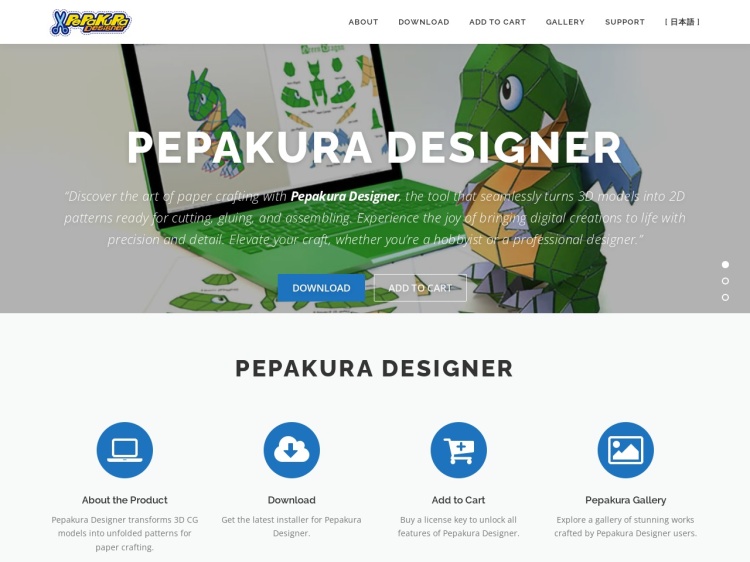 PePaKuRa
Designer
ABOUT DOWNLOAD ADD TO CART GALLERY SUPPORT [ 日本語 ]
PEPAKURA DESIGNER
“Discover the art of paper crafting with Pepakura Designer, the tool that seamlessly turns 3D models into 2D
patterns ready for cutting, gluing, and assembling. Experience the joy of bringing digital creations to life with
precision and detail. Elevate your craft, whether you’re a hobbyist or a professional designer.”
DOWNLOAD ADD TO CART
PEPAKURA DESIGNER
About the Product
Pepakura Designer transforms 3D CG
models into unfolded patterns for
paper crafting.
Download
Get the latest installer for Pepakura
Designer.
Add to Cart
Buy a license key to unlock all
features of Pepakura Designer.
Pepakura Gallery
Explore a gallery of stunning works
crafted by Pepakura Designer users.